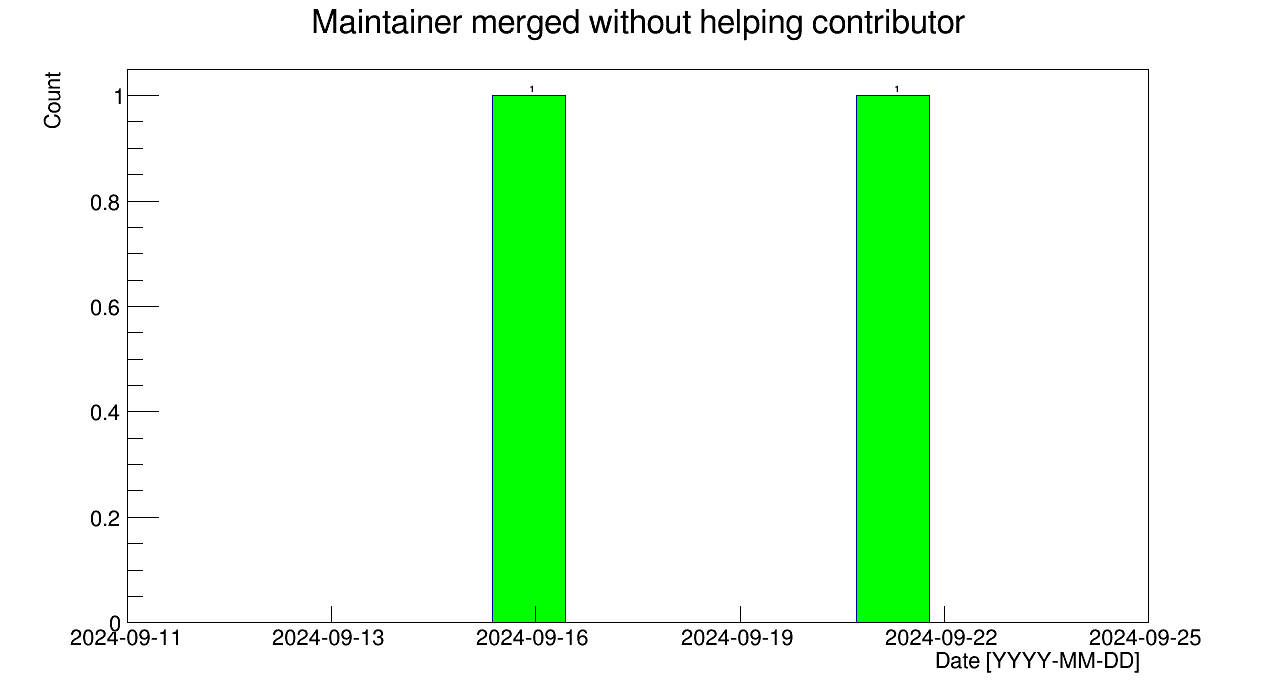 Maintainer merged without helping contributor
Count
1
1
1
0.8
0.6
0.4
0.2
0
2024-09-11 2024-09-13 2024-09-16 2024-09-19 2024-09-22 2024-09-25
Date [YYYY-MM-DD]